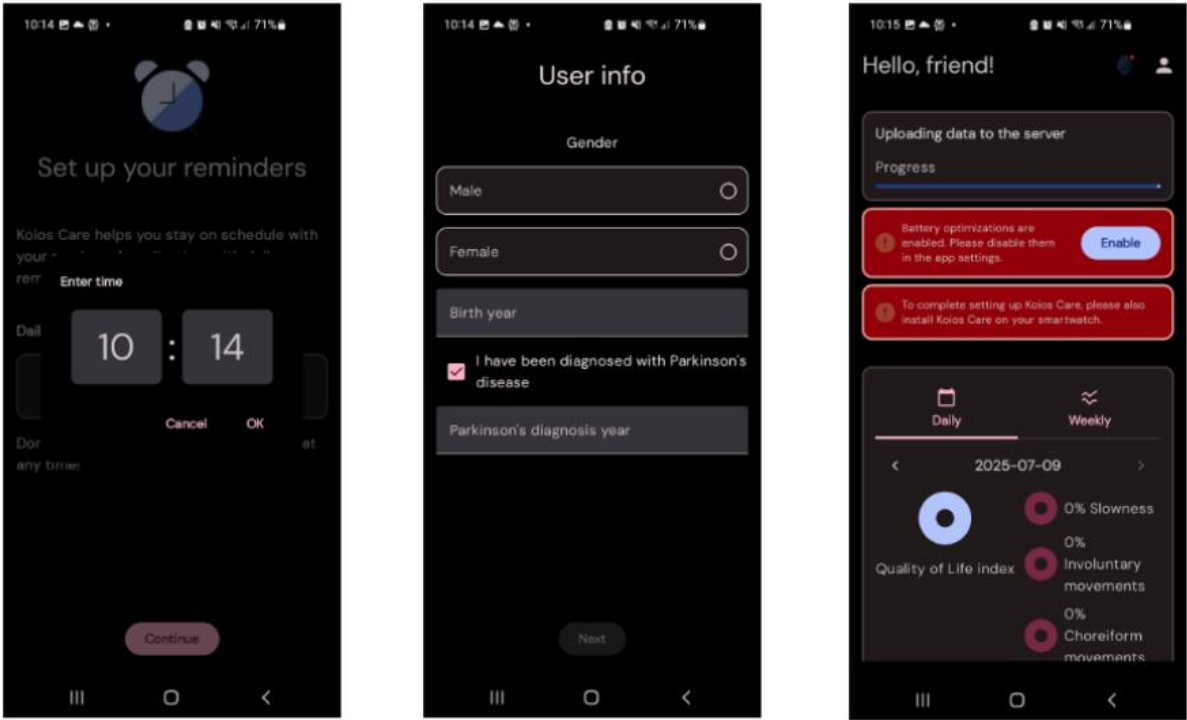 10:14
71%
Set up your reminders
Koios Care helps you stay on schedule with
your
Enter time
Dail
10 : 14
Cancel OK
Dor at
any time
Continue
10:14
71%
User info
Gender
Male
Female
Birth year
I have been diagnosed with Parkinson's
disease
Parkinson's diagnosis year
Next
10:15
71%
Hello, friend!
Uploading data to the server
Progress
Battery optimizations are
enabled. Please disable them
in the app settings.
Enable
To complete setting up Koios Care, please also
install Koios Care on your smartwatch.
Daily
Weekly
2025-07-09
Quality of Life index
0% Slowness
0%
Involuntary
movements
0%
Choreiform
movements